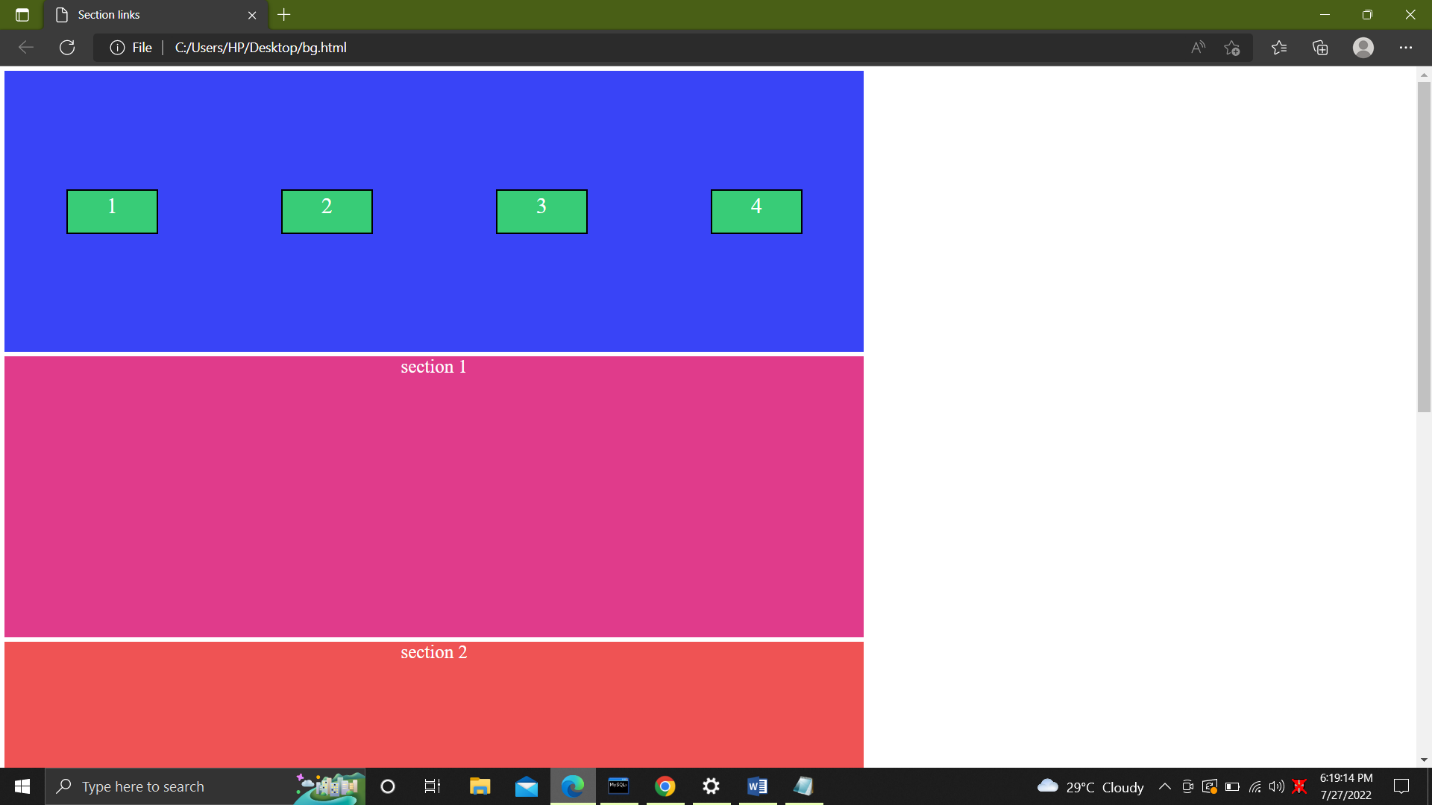 Section links
File
C:/Users/HP/Desktop/bg.html
1
2
3
4
section 1
section 2
Type here to search
29°C Cloudy
6:19:14 PM
7/27/2022